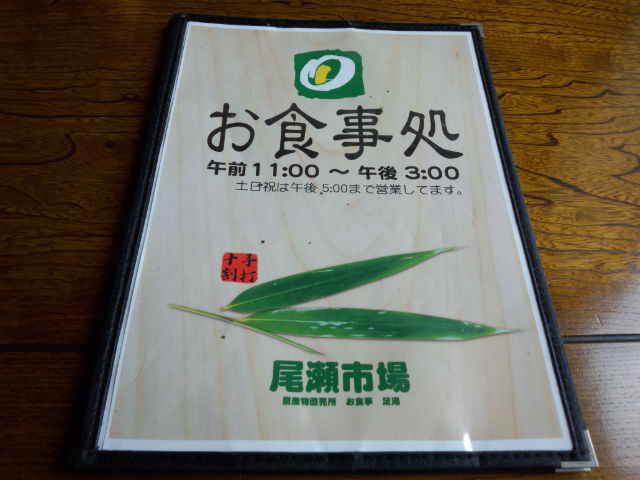 お食事処
午前 11:00 ～ 午後 3:00
土日祝は午後 5:00まで営業してます。
手打
十割
尾瀬市場
農産物直売所 お食事 足湯